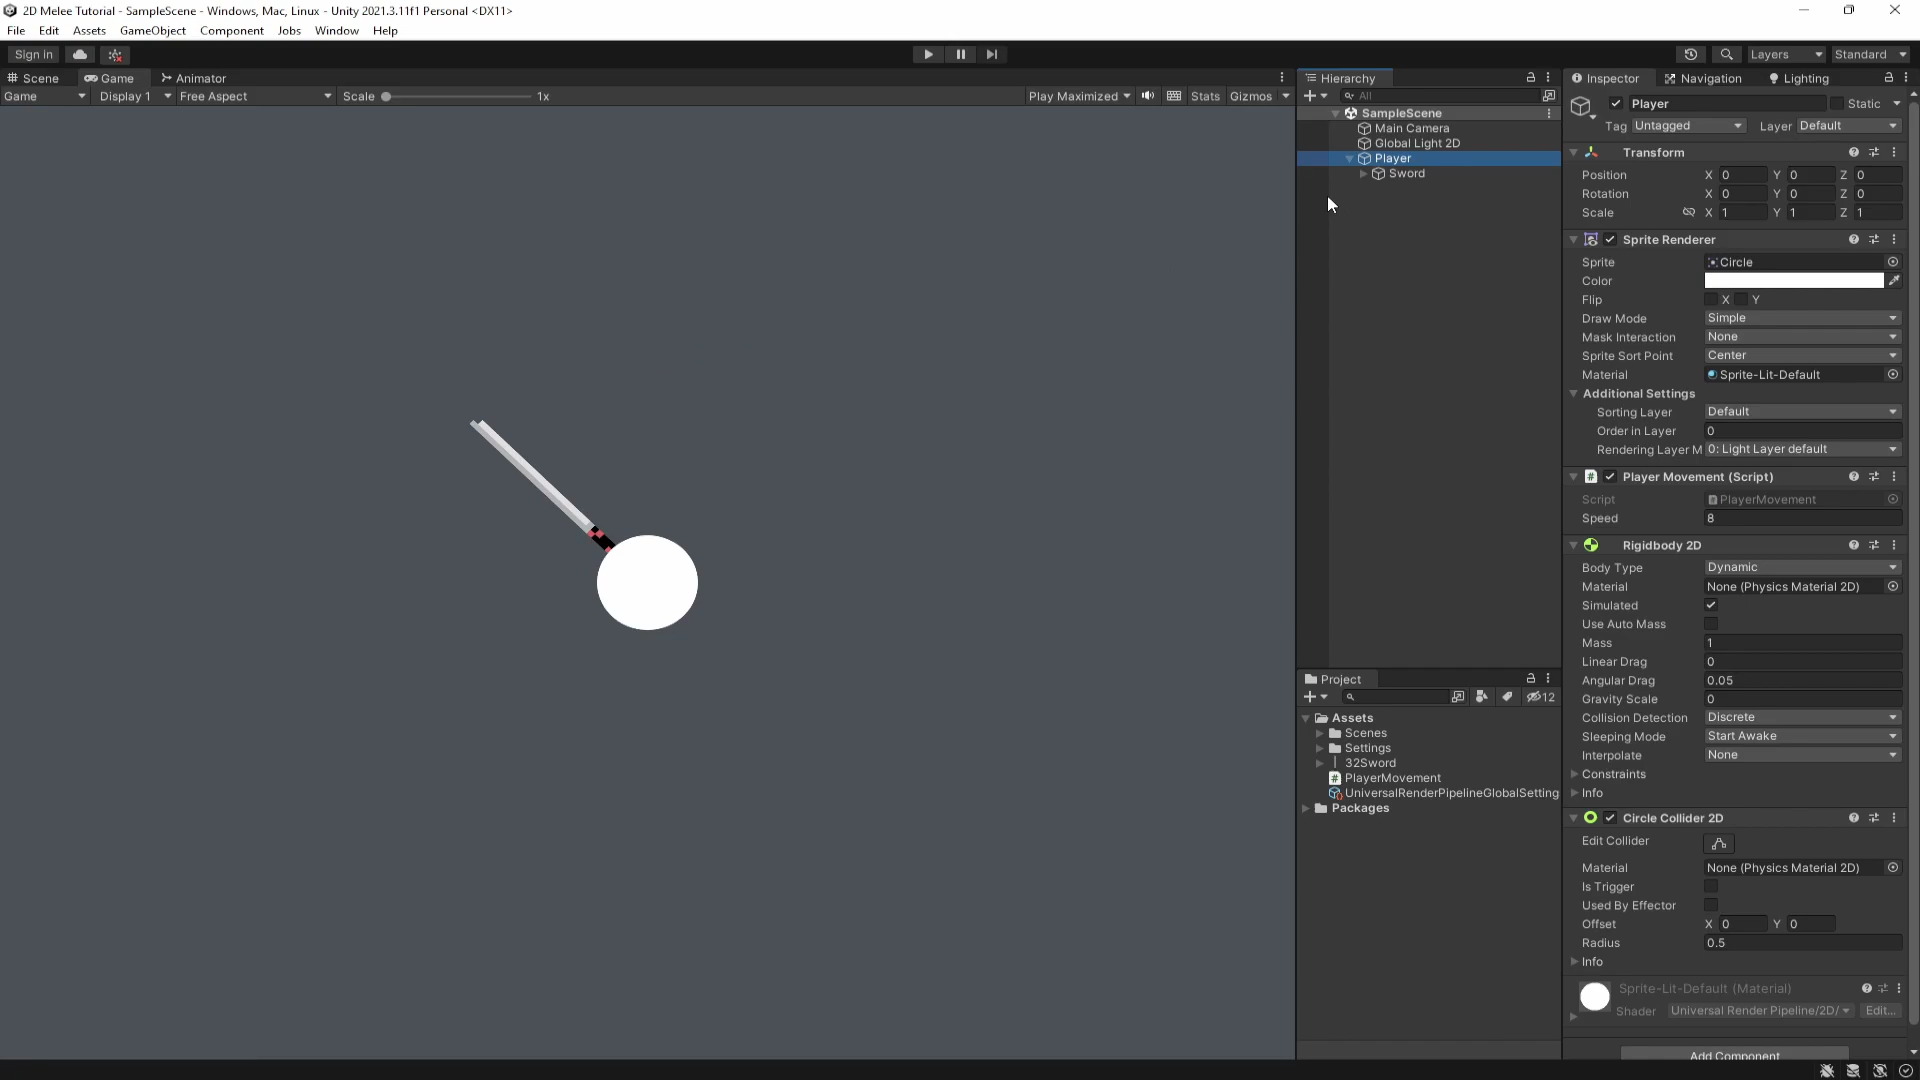 2D Melee Tutorial - SampleScene - Windows, Mac, Linux - Unity 2021.3.11f1 Personal <DX11>
File Edit Assets GameObject Component Jobs Window Help
Sign in Layers Standard
Scene Game Animator
Game Display 1 Free Aspect Scale 1x Play Maximized Stats Gizmos
Hierarchy
All
SampleScene
Main Camera
Global Light 2D
Player
Sword
Project
12
Assets
Scenes
Settings
32Sword
PlayerMovement
UniversalRenderPipelineGlobalSetting
Packages
Inspector Navigation Lighting
Player Static
Tag Untagged Layer Default
Transform
Position X 0 Y 0 Z 0
Rotation X 0 Y 0 Z 0
Scale X 1 Y 1 Z 1
Sprite Renderer
Sprite Circle
Color
Flip X Y
Draw Mode Simple
Mask Interaction None
Sprite Sort Point Center
Material Sprite-Lit-Default
Additional Settings
Sorting Layer Default
Order in Layer 0
Rendering Layer M 0: Light Layer default
Player Movement (Script)
Script PlayerMovement
Speed 8
Rigidbody 2D
Body Type Dynamic
Material None (Physics Material 2D)
Simulated
Use Auto Mass
Mass 1
Linear Drag 0
Angular Drag 0.05
Gravity Scale 0
Collision Detection Discrete
Sleeping Mode Start Awake
Interpolate None
Constraints
Info
Circle Collider 2D
Edit Collider
Material None (Physics Material 2D)
Is Trigger
Used By Effector
Offset X 0 Y 0
Radius 0.5
Info
Sprite-Lit-Default (Material)
Shader Universal Render Pipeline/2D/ Edit...
Add Component